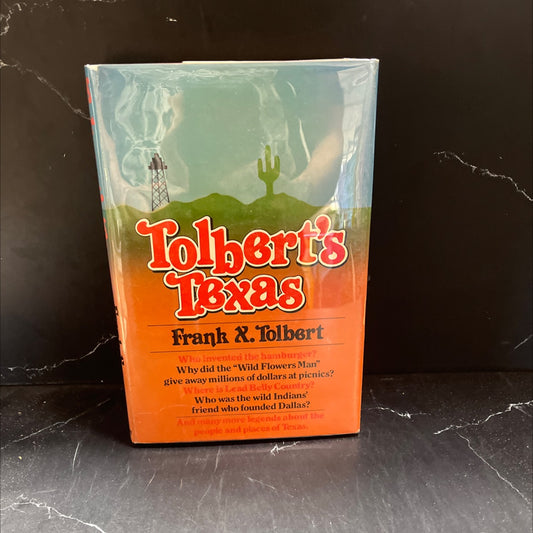 Tolbert's
Texas
Frank X. Tolbert
Who invented the hamburger?
Why did the "Wild Flowers Man"
give away millions of dollars at picnics?
Where is Lead Belly Country?
Who was the wild Indians'
friend who founded Dallas?
And many more legends about the
people and places of Texas.